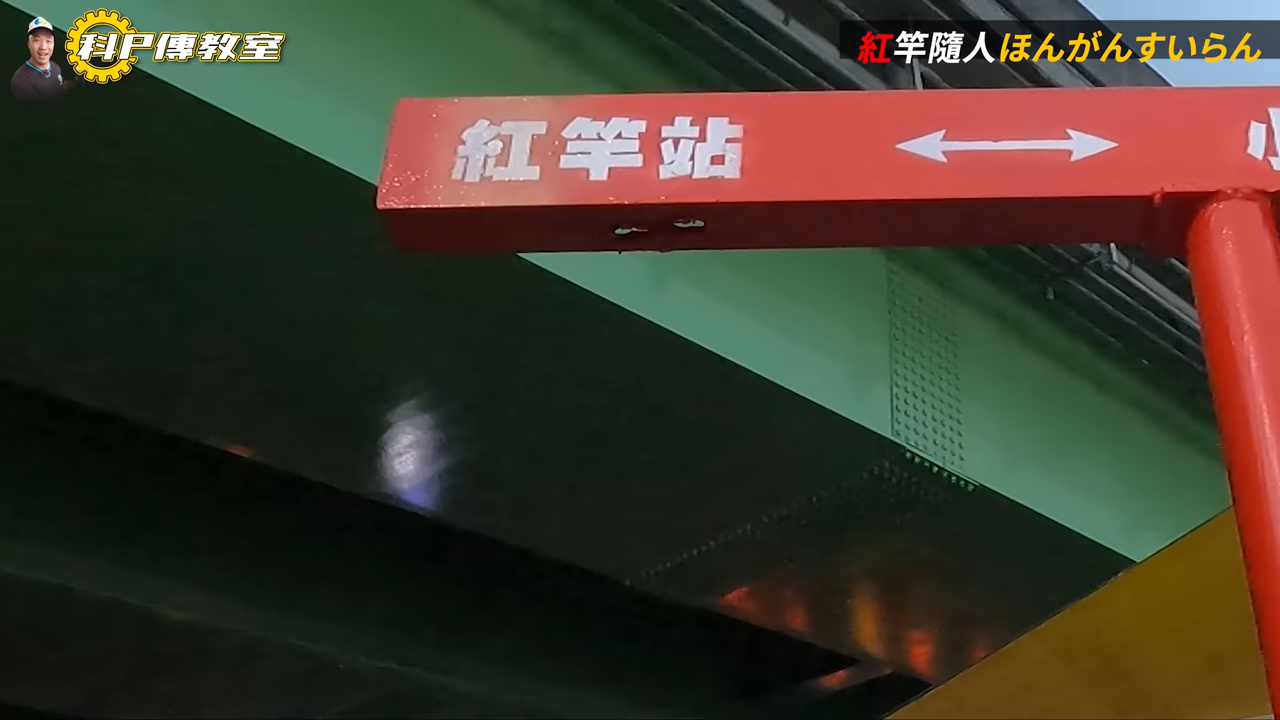 科尸傳教室
紅竿隨人ほんがんすいらん
紅竿站